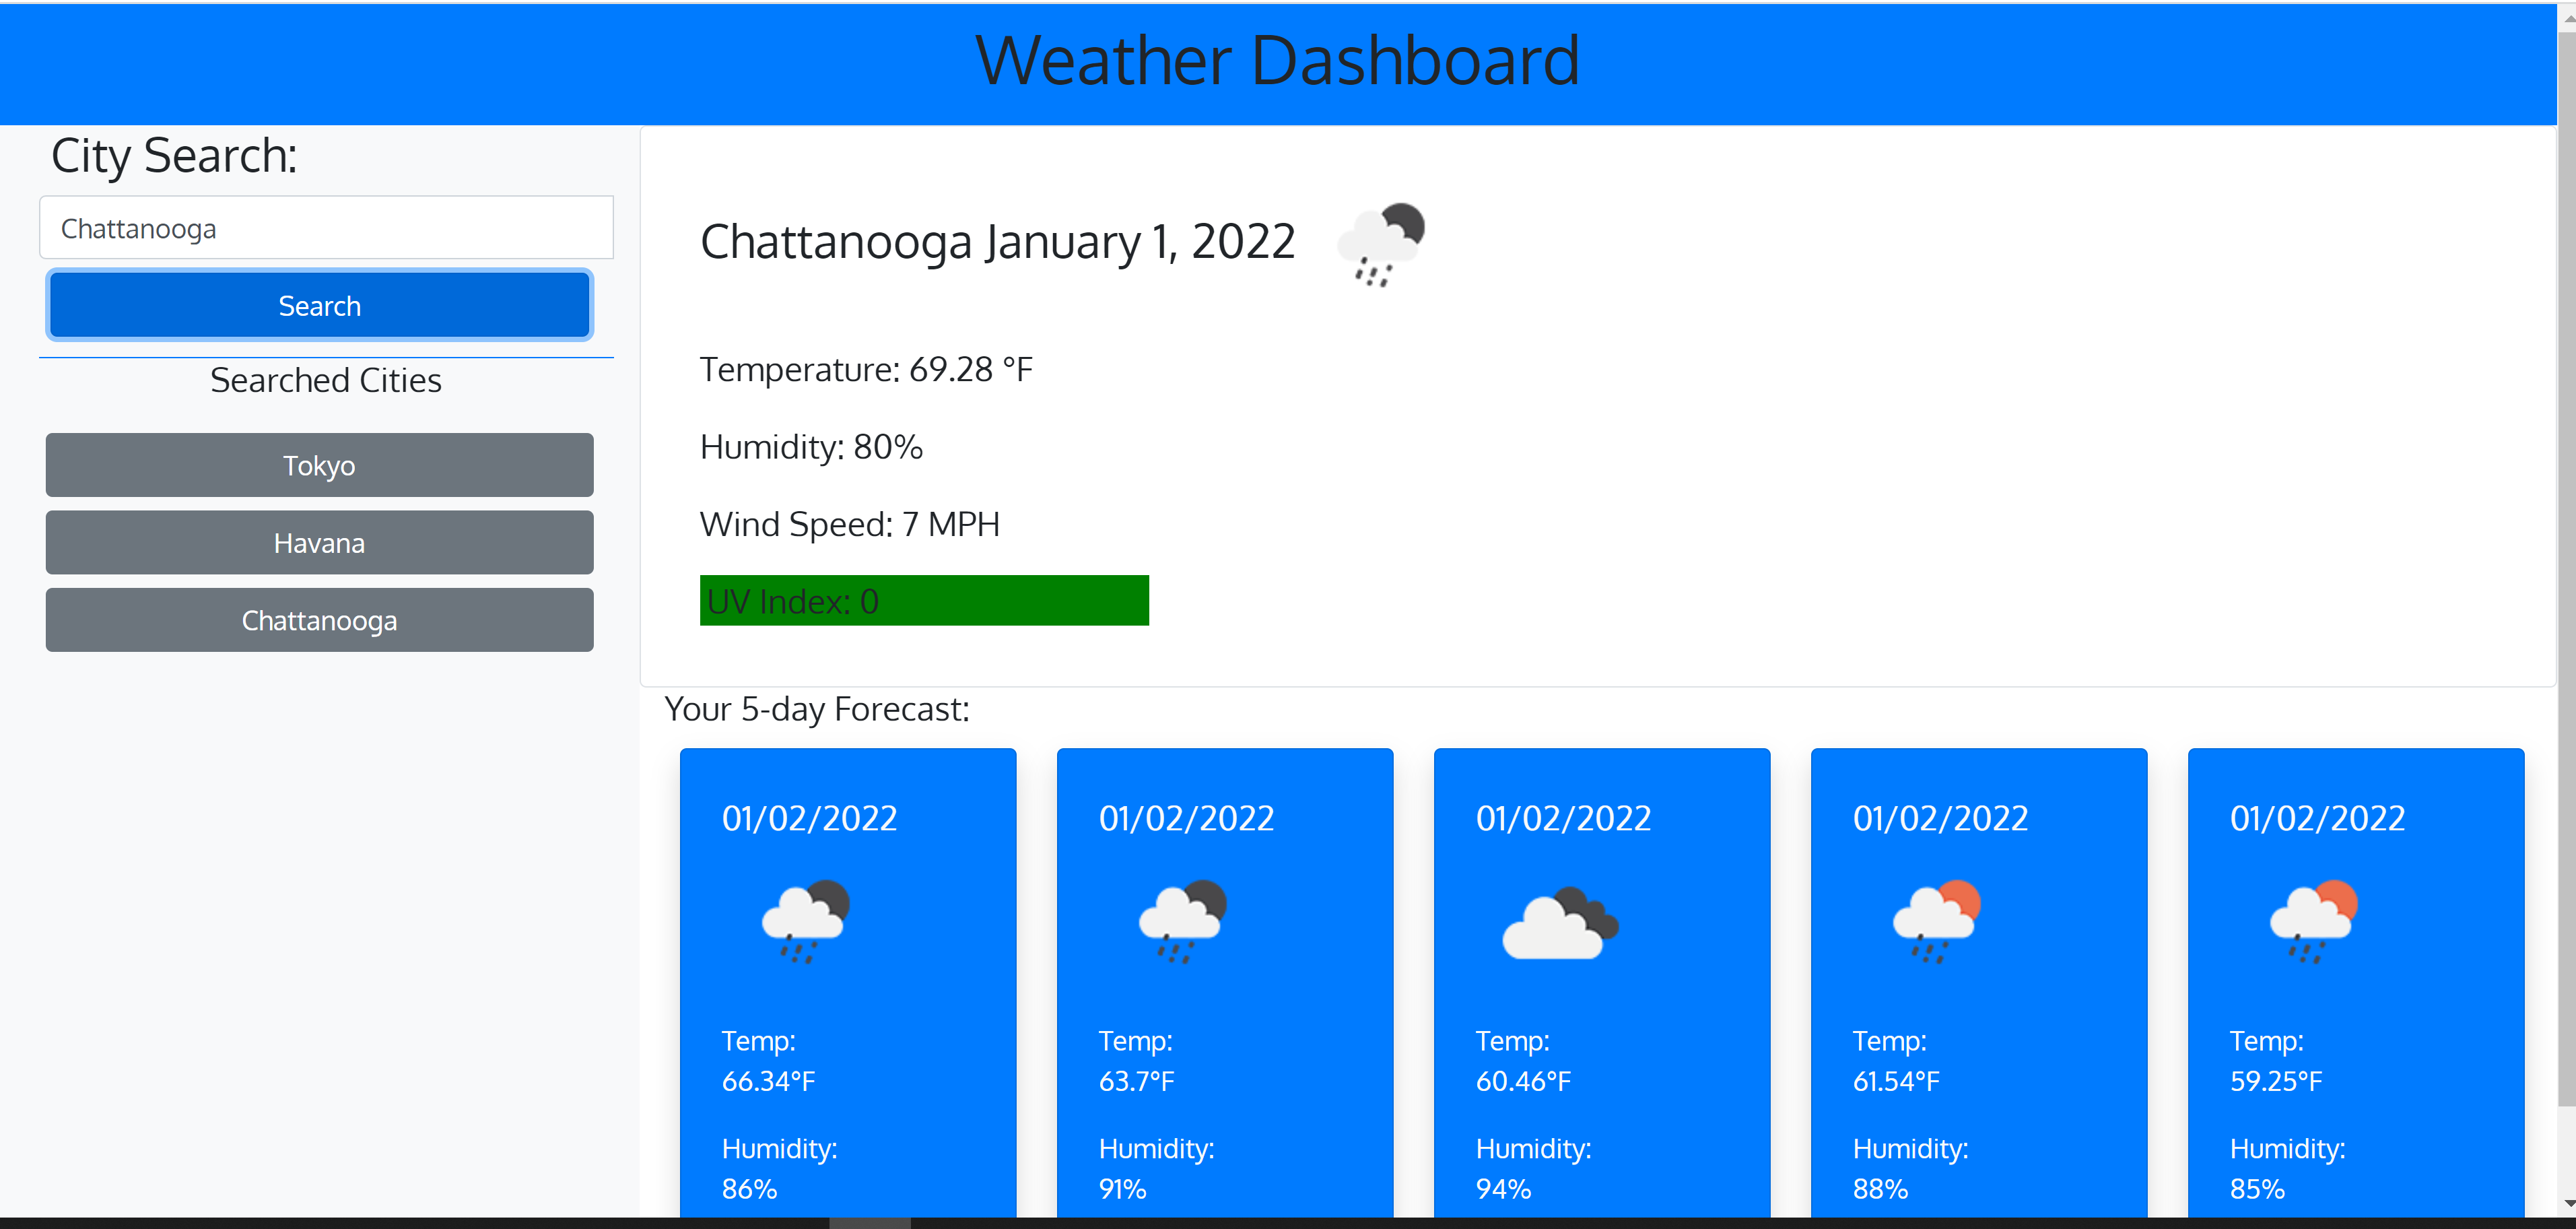 Weather Dashboard
City Search:
Chattanooga
Search
Searched Cities
Tokyo
Havana
Chattanooga
Chattanooga January 1, 2022
Temperature: 69.28 °F
Humidity: 80%
Wind Speed: 7 MPH
UV Index: 0
Your 5-day Forecast:
01/02/2022
Temp:
66.34°F
Humidity:
86%
01/02/2022
Temp:
63.7°F
Humidity:
91%
01/02/2022
Temp:
60.46°F
Humidity:
94%
01/02/2022
Temp:
61.54°F
Humidity:
88%
01/02/2022
Temp:
59.25°F
Humidity:
85%